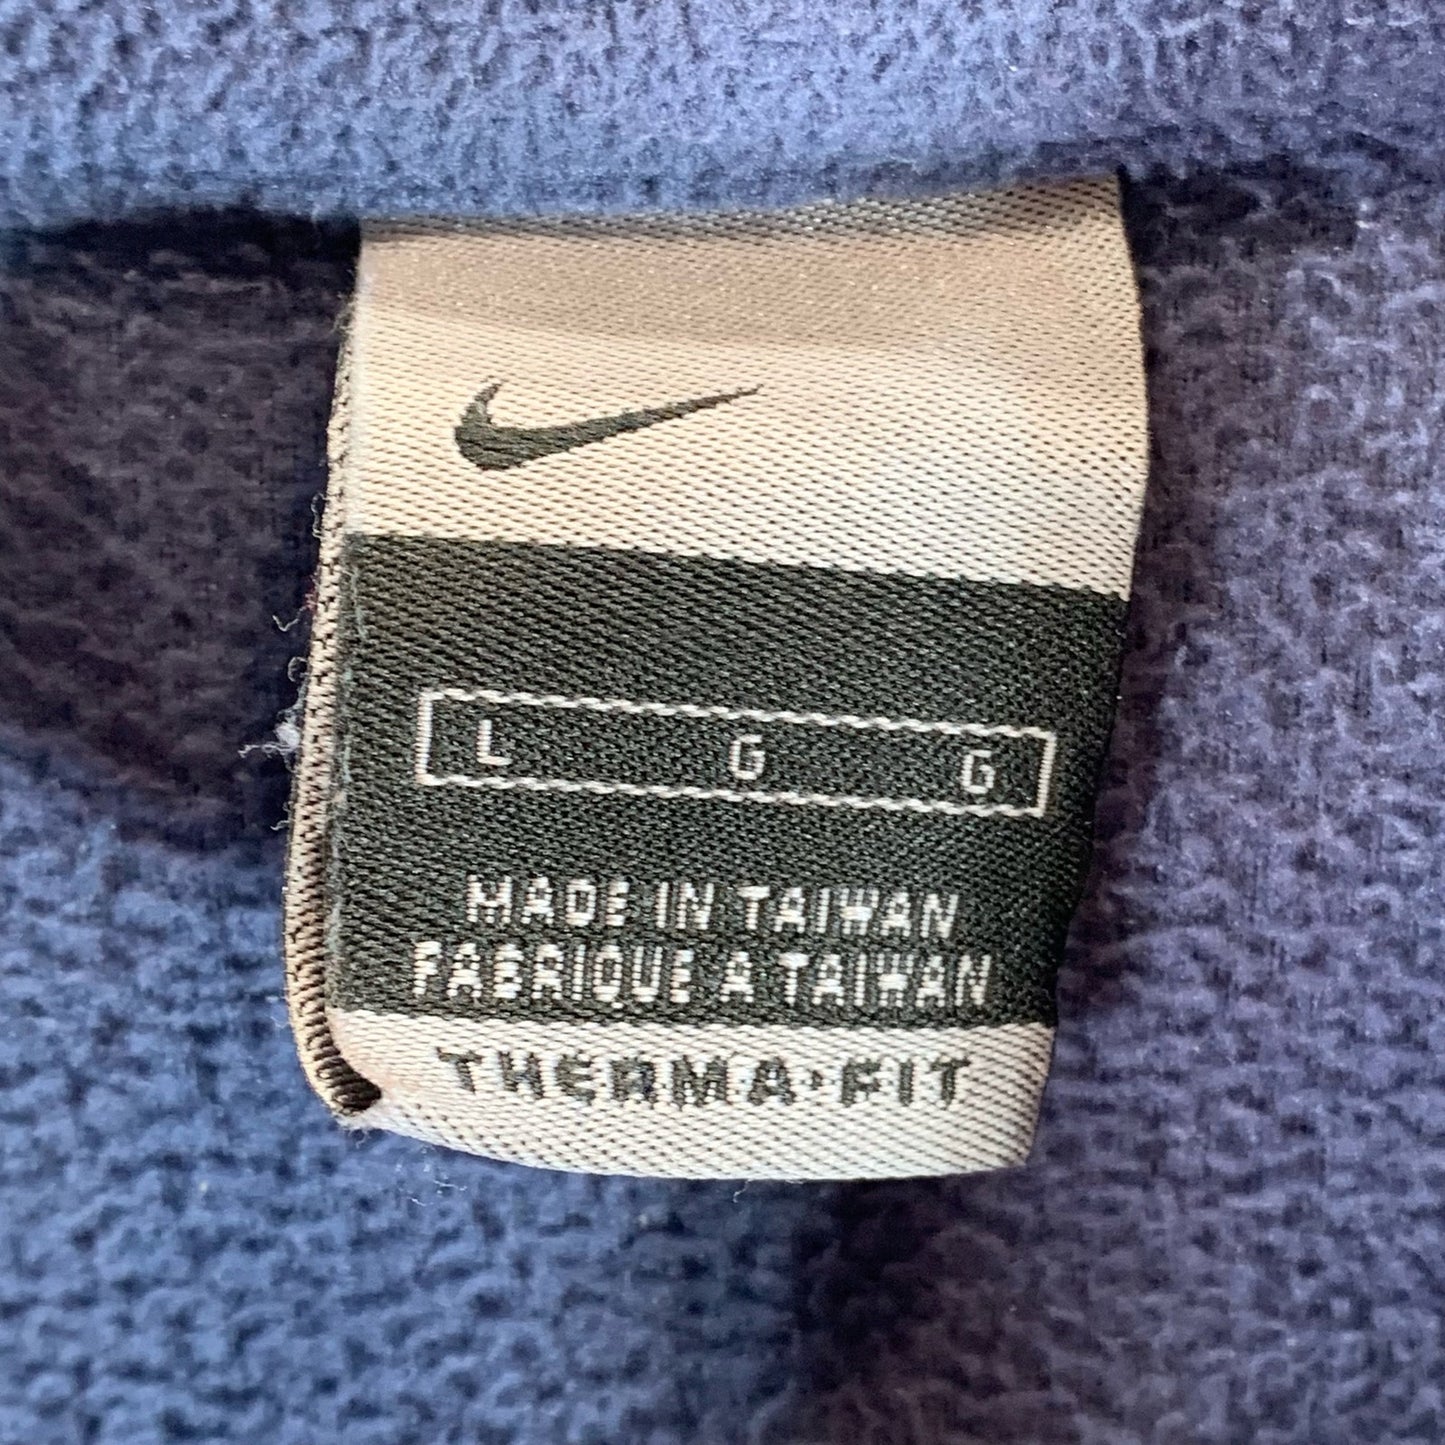 L G G
MADE IN TAIWAN
FABRIQUE A TAIWAN
THERMA·FIT